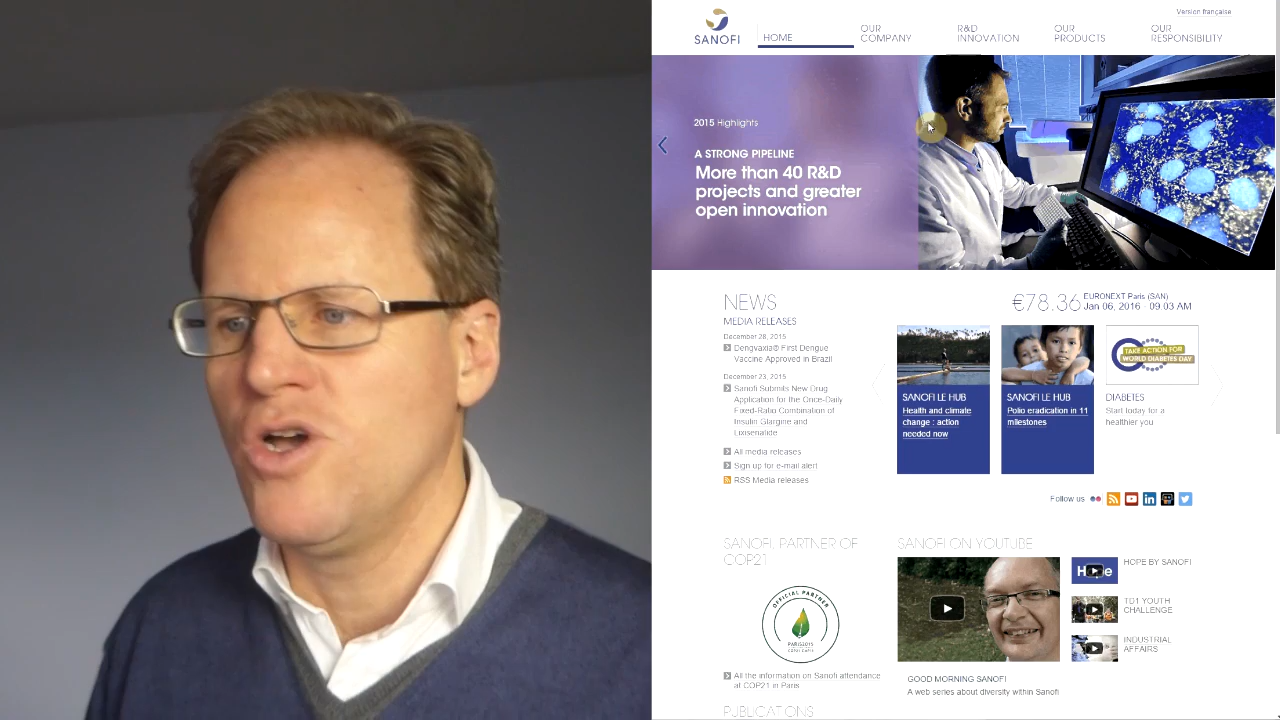 Version française
SANOFI
HOME
OUR
COMPANY
R&D
INNOVATION
OUR
PRODUCTS
OUR
RESPONSIBILITY
2015 Highlights
A STRONG PIPELINE
More than 40 R&D
projects and greater
open innovation
NEWS
MEDIA RELEASES
December 28, 2015
Dengvaxia® First Dengue
Vaccine Approved in Brazil
December 23, 2015
Sanofi Submits New Drug
Application for the Once-Daily
Fixed-Ratio Combination of
Insulin Glargine and
Lixisenatide
All media releases
Sign up for e-mail alert
RSS Media releases
€78.36
EURONEXT Paris (SAN)
Jan 06, 2016 - 09:03 AM
SANOFI LE HUB
Health and climate
change : action
needed now
SANOFI LE HUB
Polio eradication in 11
milestones
TAKE ACTION FOR
WORLD DIABETES DAY
DIABETES
Start today for a
healthier you
Follow us
SANOFI, PARTNER OF
COP21
OFFICIAL PARTNER
PARIS2015
All the information on Sanofi attendance
at COP21 in Paris
SANOFI ON YOUTUBE
Hope
HOPE BY SANOFI
TD1 YOUTH
CHALLENGE
INDUSTRIAL
AFFAIRS
GOOD MORNING SANOFI
A web series about diversity within Sanofi
PUBLICATIONS